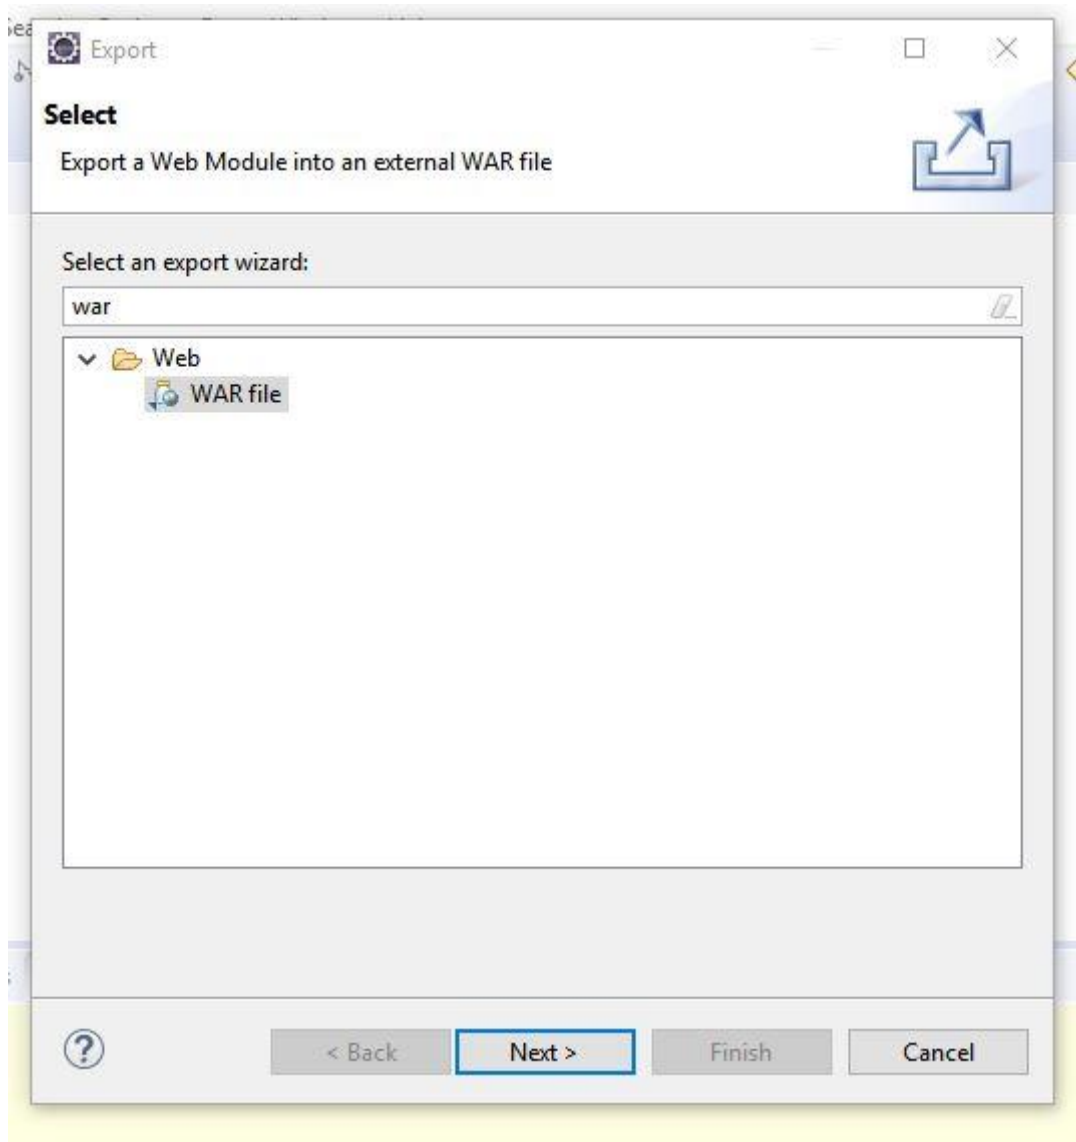 Export
Select
Export a Web Module into an external WAR file
Select an export wizard:
war
Web
WAR file
< Back Next > Finish Cancel